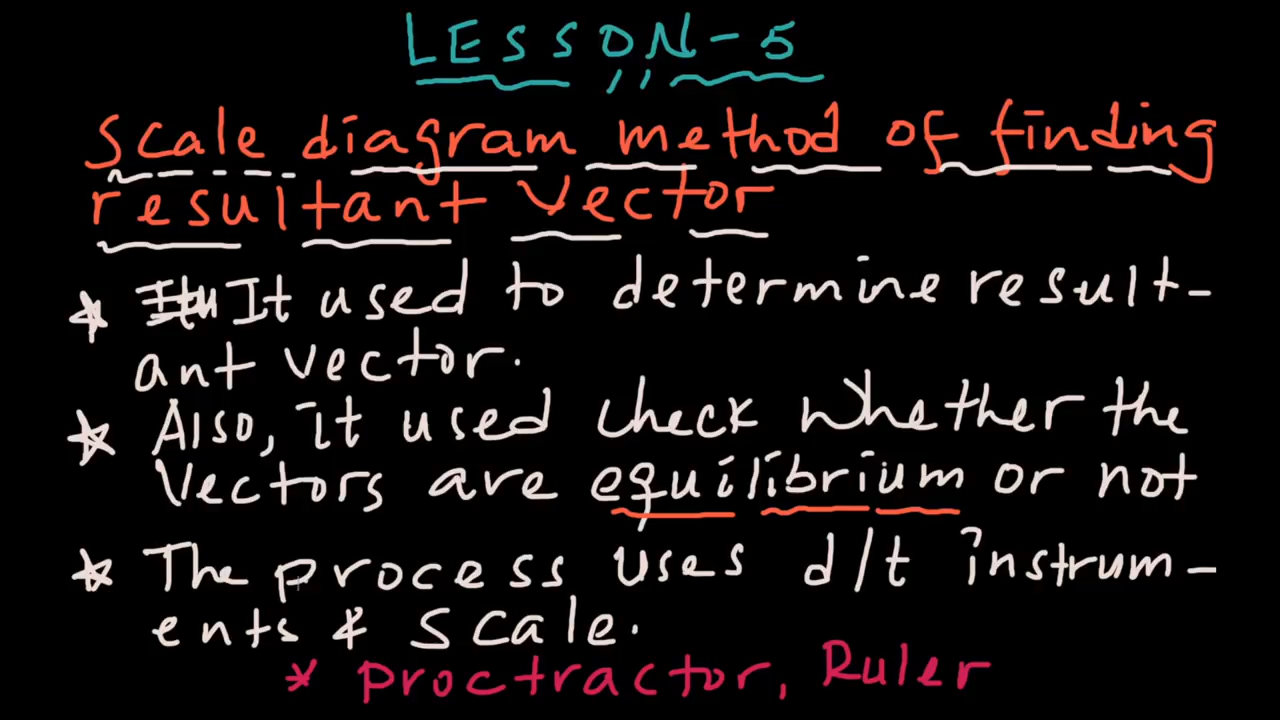 LESSON-5
Scale diagram method of finding
resultant vector
* It used to determine result-
ant vector.
* Also, it used check whether the
vectors are equilibrium or not
* The process uses d/t instrum-
ents & scale.
* proctractor, Ruler